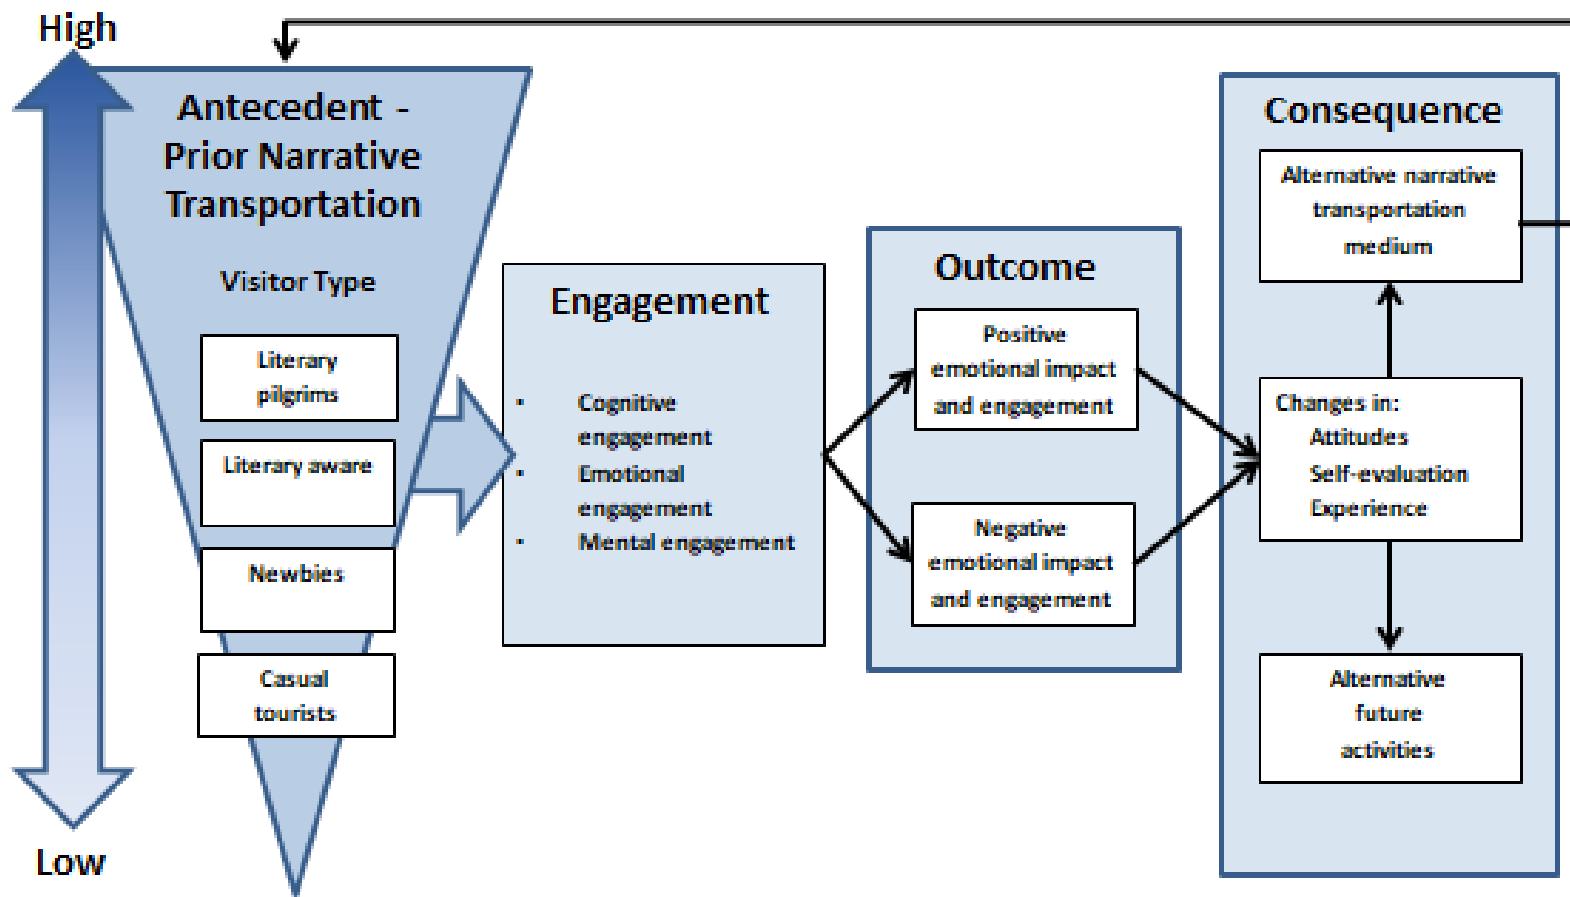 High
Antecedent -
Prior Narrative
Transportation
Visitor Type
Literary
pilgrims
Literary aware
Newbies
Casual
tourists
Low
Engagement
· Cognitive
engagement
· Emotional
engagement
· Mental engagement
Outcome
Positive
emotional impact
and engagement
Negative
emotional impact
and engagement
Consequence
Alternative narrative
transportation
medium
Changes in:
Attitudes
Self-evaluation
Experience
Alternative
future
activities